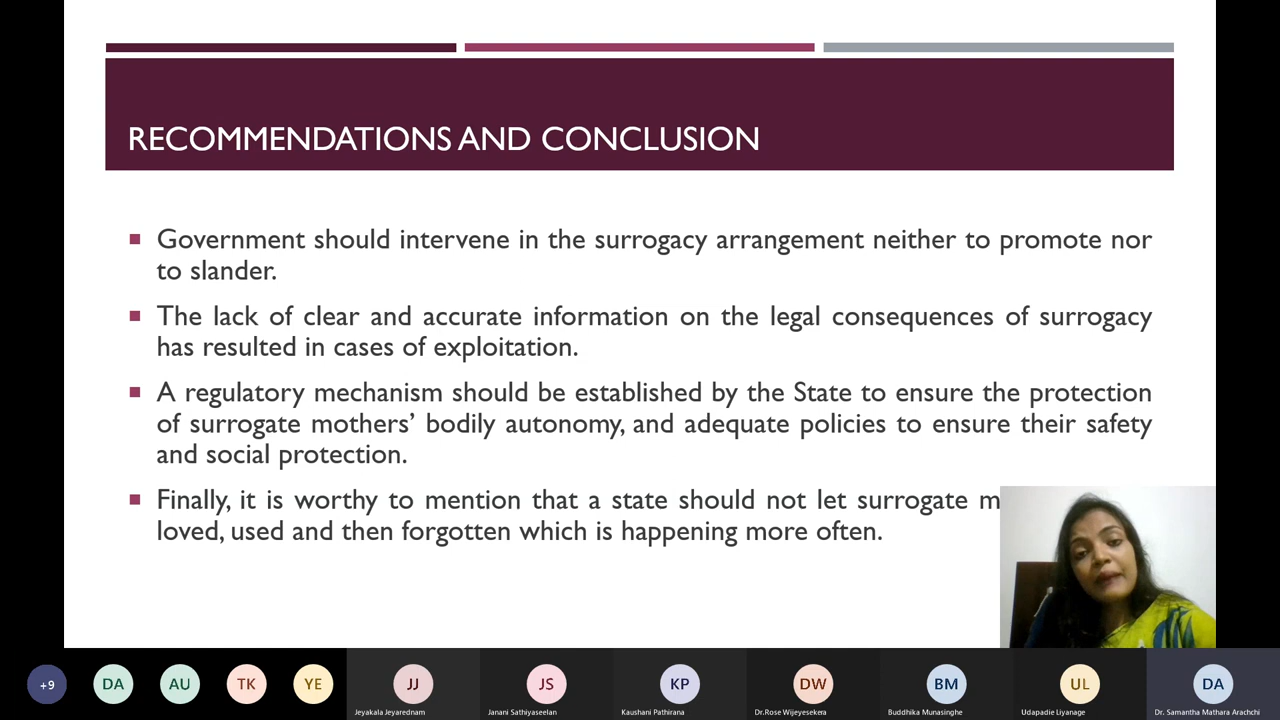 RECOMMENDATIONS AND CONCLUSION
Government should intervene in the surrogacy arrangement neither to promote nor
to slander.
The lack of clear and accurate information on the legal consequences of surrogacy
has resulted in cases of exploitation.
A regulatory mechanism should be established by the State to ensure the protection
of surrogate mothers’ bodily autonomy, and adequate policies to ensure their safety
and social protection.
Finally, it is worthy to mention that a state should not let surrogate
loved, used and then forgotten which is happening more often.
+9
DA
AU
TK
YE
JJ
JS
KP
DW
BM
UL
DA
Jeyakala Jeyarednam
Janani Sathiyaseelan
Kaushani Pathirana
Dr.Rose Wijeyesekera
Buddhika Munasinghe
Udapadie Liyanage
Dr. Samantha Mathara Arachchi